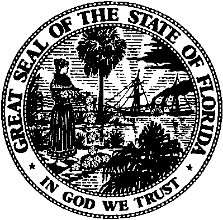 GREAT SEAL OF THE STATE OF FLORIDA
IN GOD WE TRUST